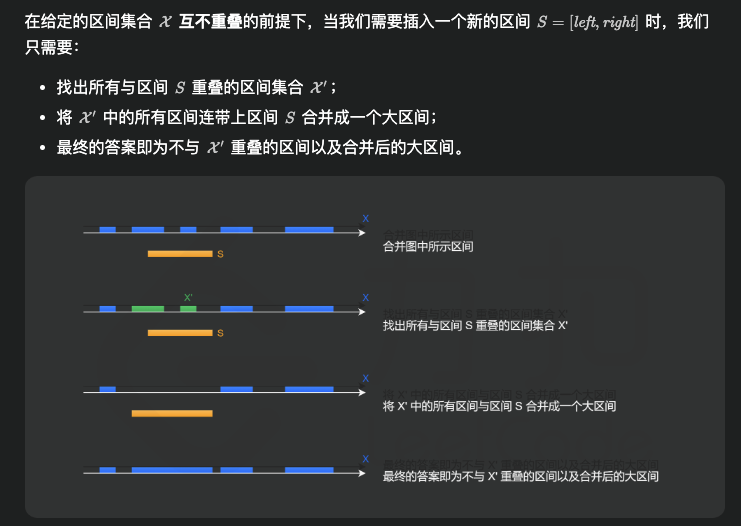 在给定的区间集合 𝒳 互不重叠的前提下，当我们需要插入一个新的区间 S = [left, right] 时，我们
只需要：
• 找出所有与区间 S 重叠的区间集合 𝒳′；
• 将 𝒳′ 中的所有区间连带上区间 S 合并成一个大区间；
• 最终的答案即为不与 𝒳′ 重叠的区间以及合并后的大区间。
X
合并图中所示区间
S
X'
X
找出所有与区间 S 重叠的区间集合 X'
S
X
将 X' 中的所有区间与区间 S 合并成一个大区间
X
最终的答案即为不与 X' 重叠的区间以及合并后的大区间